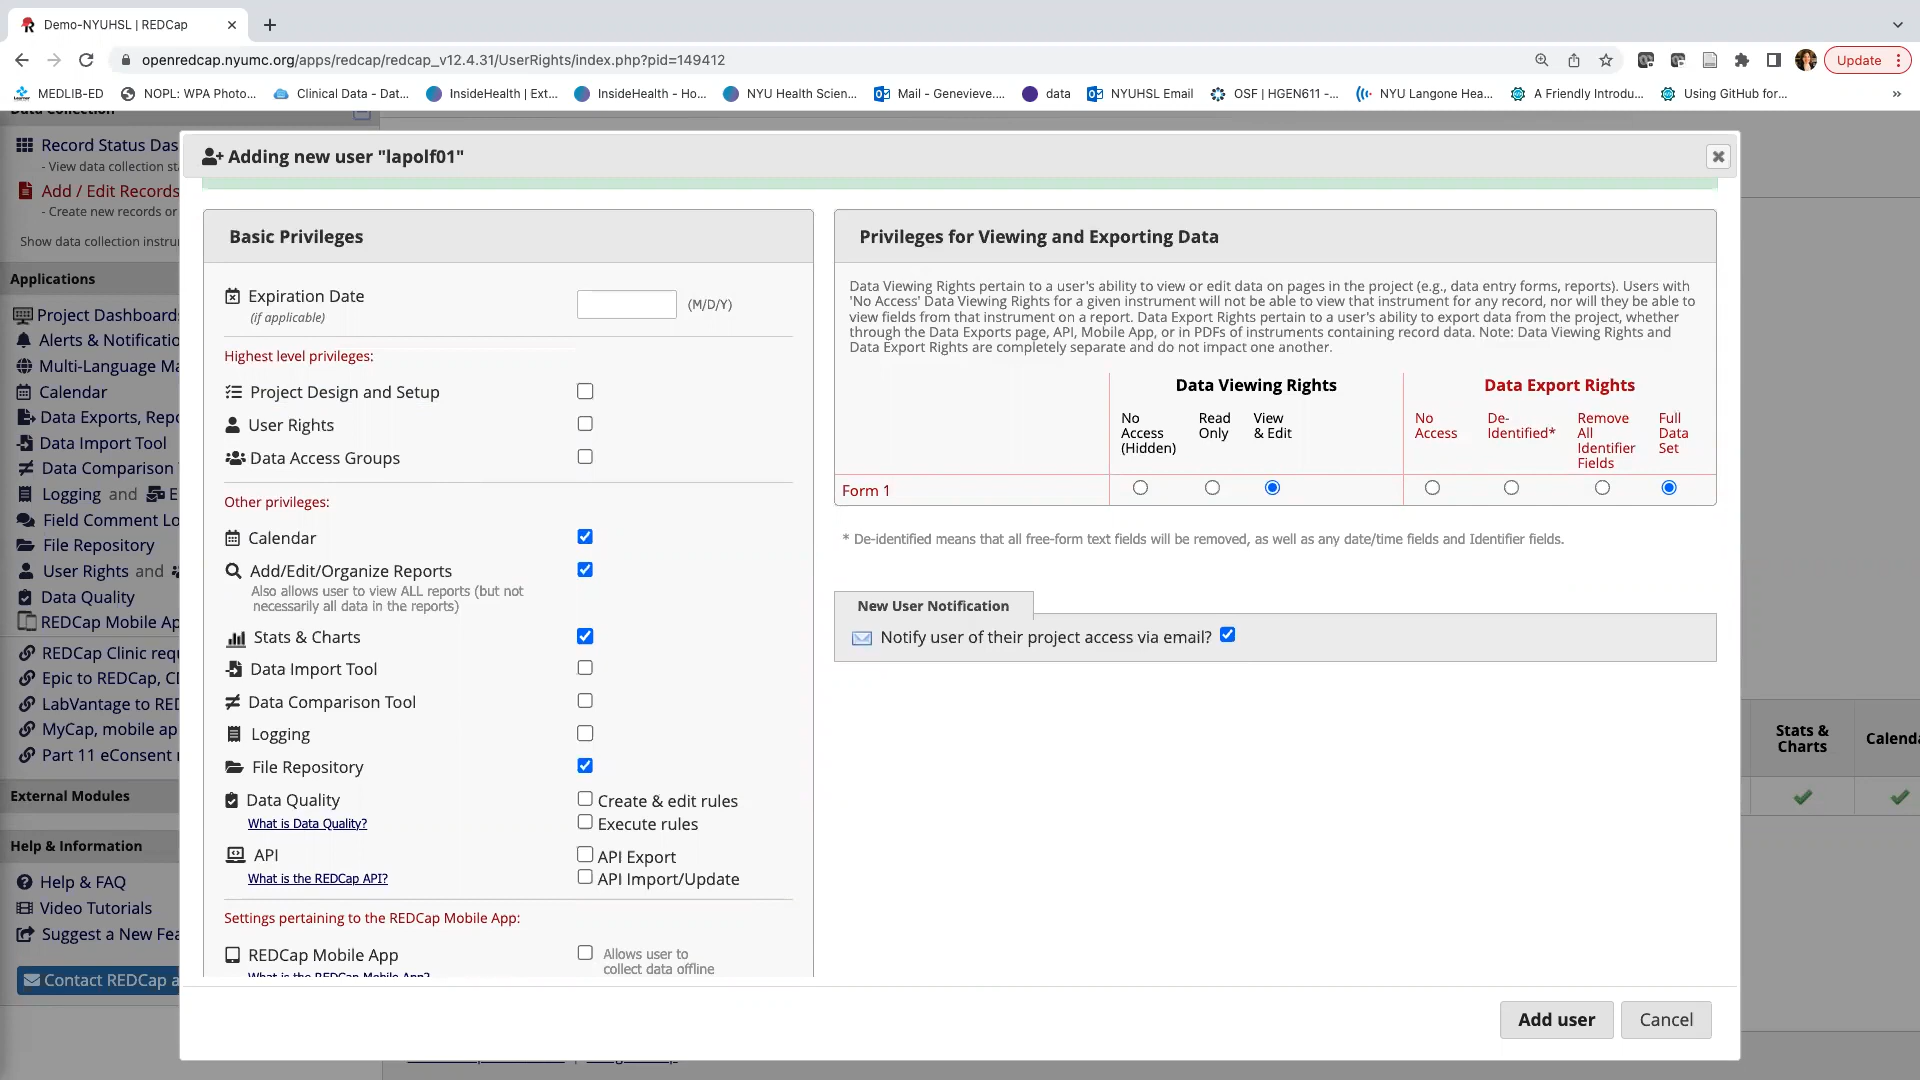 Demo-NYUHSL | REDCap
openredcap.nyumc.org/apps/redcap/redcap_v12.4.31/UserRights/index.php?pid=149412
Update
MEDLIB-ED
NOPL: WPA Photo...
Clinical Data - Dat...
InsideHealth | Ext...
InsideHealth - Ho...
NYU Health Scien...
Mail - Genevieve....
data
NYUHSL Email
OSF | HGEN611 -...
NYU Langone Hea...
A Friendly Introdu...
Using GitHub for...
Data Collection
Record Status Das
- View data collection st
Add / Edit Records
- Create new records or
Show data collection instru
Applications
Project Dashboard
Alerts & Notificatio
Multi-Language Ma
Calendar
Data Exports, Repo
Data Import Tool
Data Comparison
Logging and E
Field Comment Lo
File Repository
User Rights and
Data Quality
REDCap Mobile Ap
REDCap Clinic requ
Epic to REDCap, CD
LabVantage to RED
MyCap, mobile ap
Part 11 eConsent
External Modules
Help & Information
Help & FAQ
Video Tutorials
Suggest a New Fea
Contact REDCap a
Adding new user "lapolf01"
Basic Privileges
Expiration Date
(if applicable)
(M/D/Y)
Highest level privileges:
Project Design and Setup
User Rights
Data Access Groups
Other privileges:
Calendar
Add/Edit/Organize Reports
Also allows user to view ALL reports (but not
necessarily all data in the reports)
Stats & Charts
Data Import Tool
Data Comparison Tool
Logging
File Repository
Data Quality
Create & edit rules
What is Data Quality?
Execute rules
API
API Export
What is the REDCap API?
API Import/Update
Settings pertaining to the REDCap Mobile App:
REDCap Mobile App
Allows user to
collect data offline
What is the REDCap Mobile App?
Privileges for Viewing and Exporting Data
Data Viewing Rights pertain to a user's ability to view or edit data on pages in the project (e.g., data entry forms, reports). Users with
'No Access' Data Viewing Rights for a given instrument will not be able to view that instrument for any record, nor will they be able to
view fields from that instrument on a report. Data Export Rights pertain to a user's ability to export data from the project, whether
through the Data Exports page, API, Mobile App, or in PDFs of instruments containing record data. Note: Data Viewing Rights and
Data Export Rights are completely separate and do not impact one another.
Data Viewing Rights
Data Export Rights
No
Access
(Hidden)
Read
Only
View
& Edit
No
Access
De-
Identified*
Remove
All
Identifier
Fields
Full
Data
Set
Form 1
* De-identified means that all free-form text fields will be removed, as well as any date/time fields and Identifier fields.
New User Notification
Notify user of their project access via email?
Stats &
Charts
Calenda
Add user
Cancel